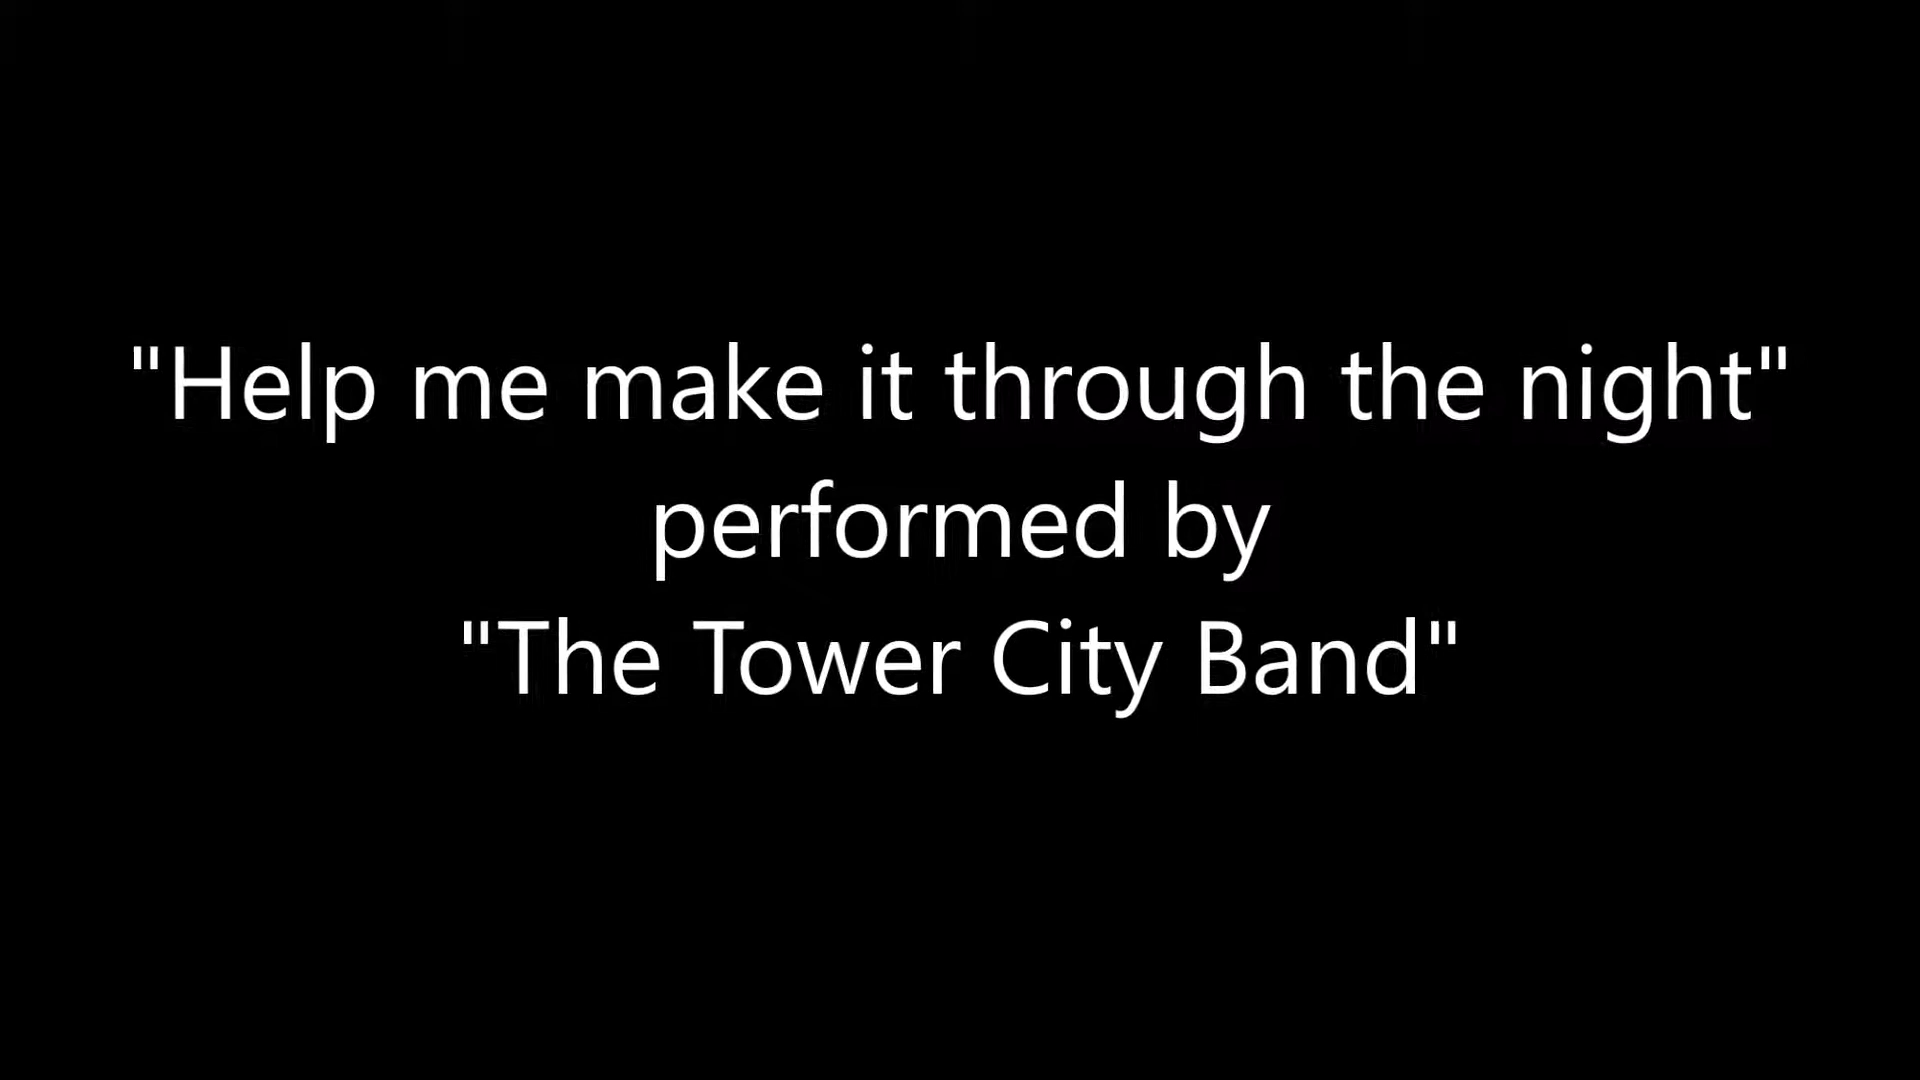 "Help me make it through the night"
performed by
"The Tower City Band"